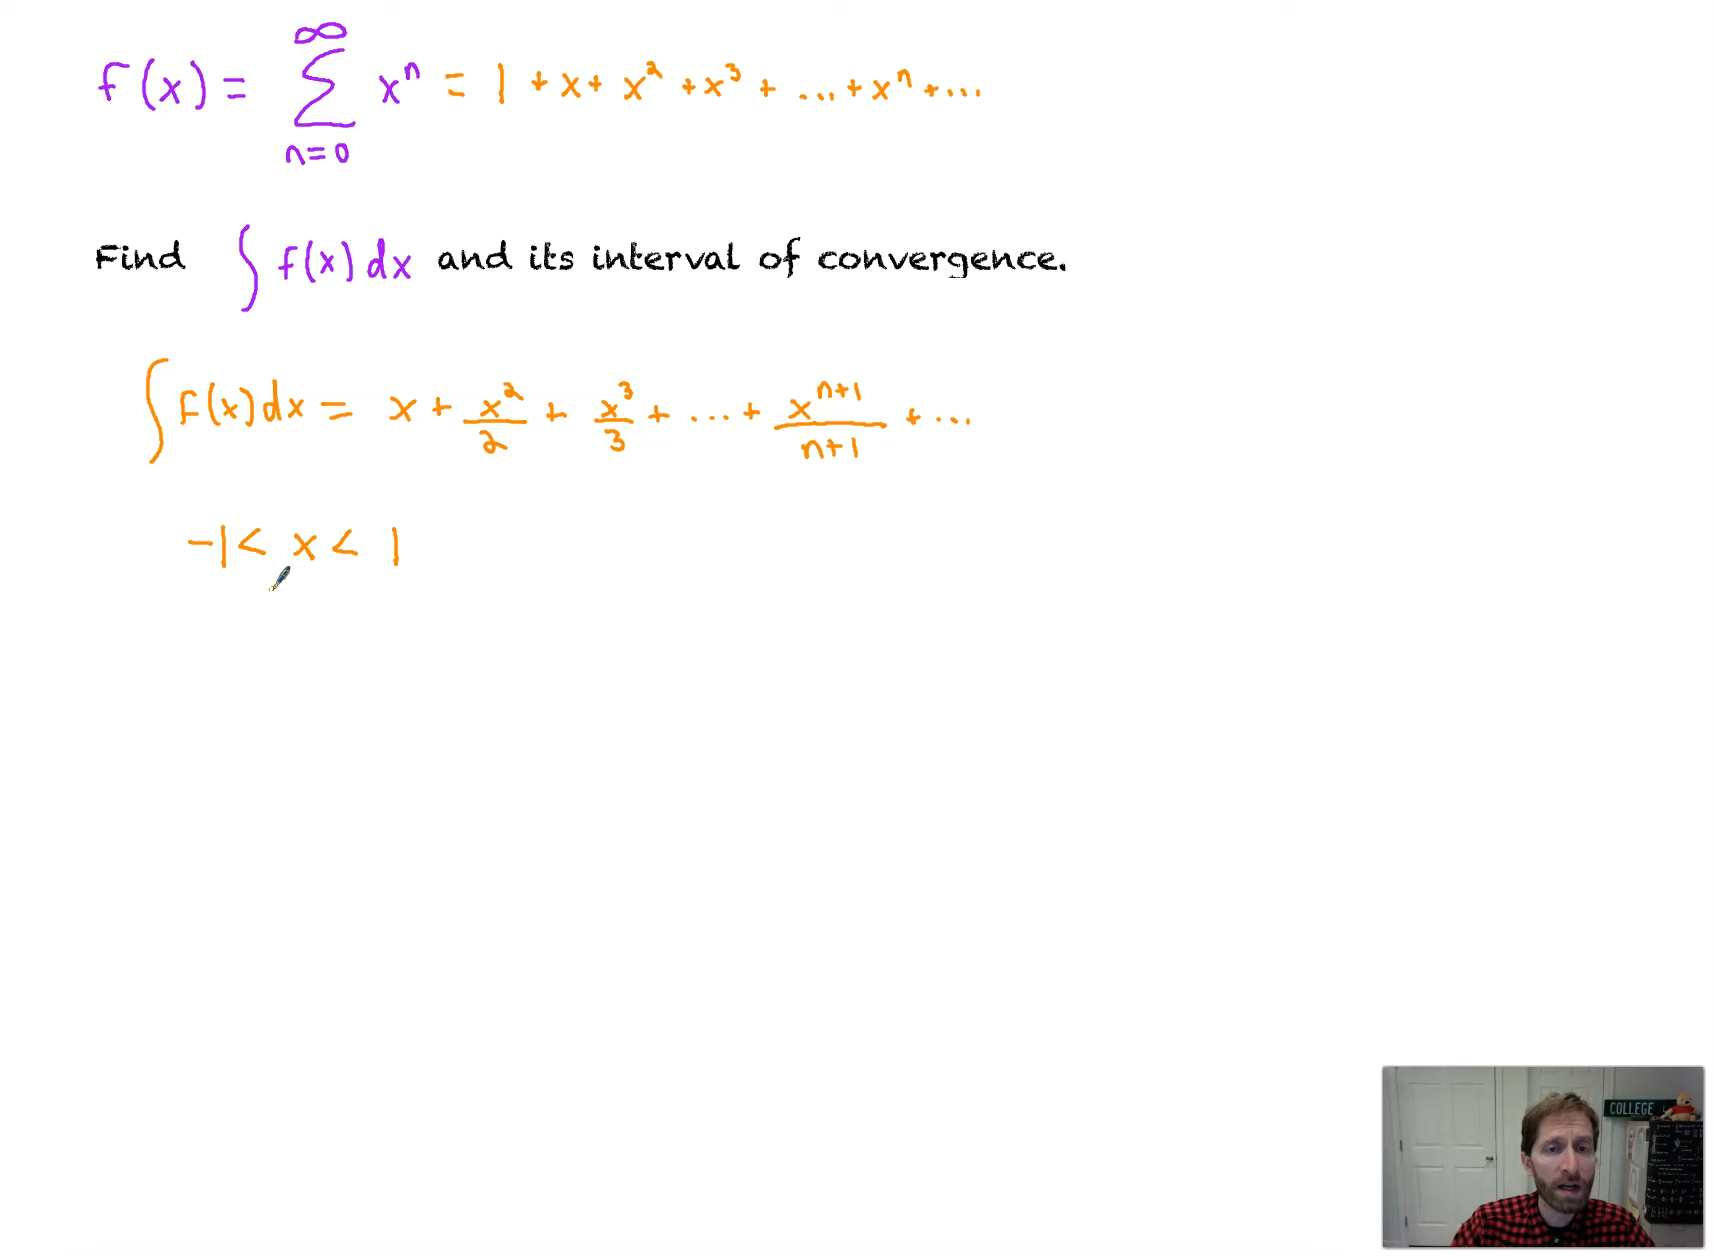 f(x) = ∞ ∑ n=0 xⁿ = 1 + x + x² + x³ + ... + xⁿ + ...
Find ∫ f(x) dx and its interval of convergence.
∫ f(x) dx = x + x²/2 + x³/3 + ... + xⁿ⁺¹/n+1 + ...
-1 < x < 1
COLLEGE